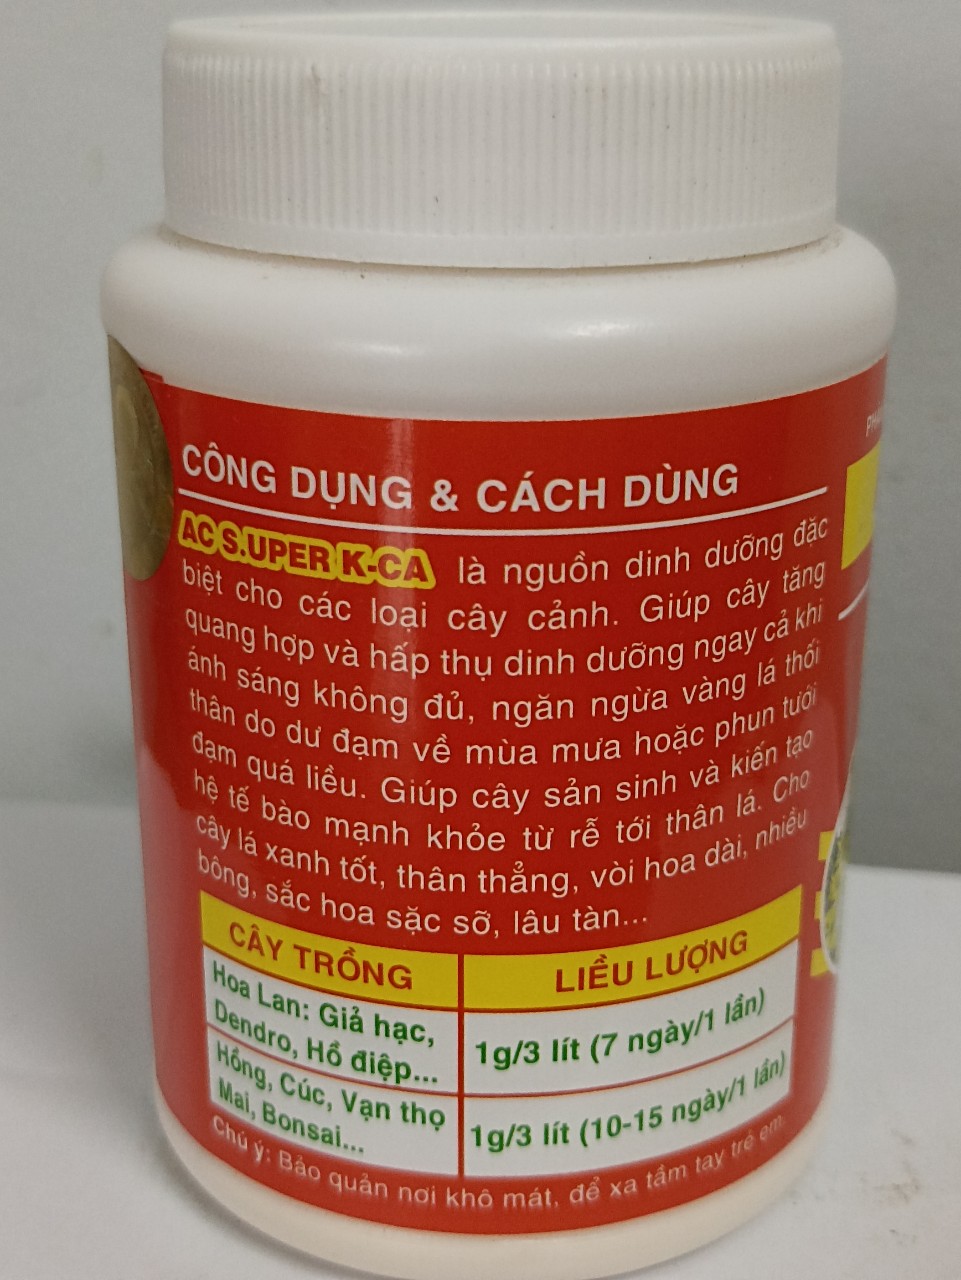 CÔNG DỤNG & CÁCH DÙNG
AC S.UPER K-CA là nguồn dinh dưỡng đặc
biệt cho các loại cây cảnh. Giúp cây tăng
quang hợp và hấp thụ dinh dưỡng ngay cả khi
ánh sáng không đủ, ngăn ngừa vàng lá thối
thân do dư đạm về mùa mưa hoặc phun tưới
đạm quá liều. Giúp cây sản sinh và kiến tạo
hệ tế bào mạnh khỏe từ rễ tới thân lá. Cho
cây lá xanh tốt, thân thẳng, vòi hoa dài, nhiều
bông, sắc hoa sặc sỡ, lâu tàn...
CÂY TRỒNG LIỀU LƯỢNG
Hoa Lan: Giả hạc,
Dendro, Hồ điệp...
1g/3 lít (7 ngày/1 lần)
Hồng, Cúc, Vạn thọ
Mai, Bonsai...
1g/3 lít (10-15 ngày/1 lần)
Chú ý: Bảo quản nơi khô mát, để xa tầm tay trẻ em.